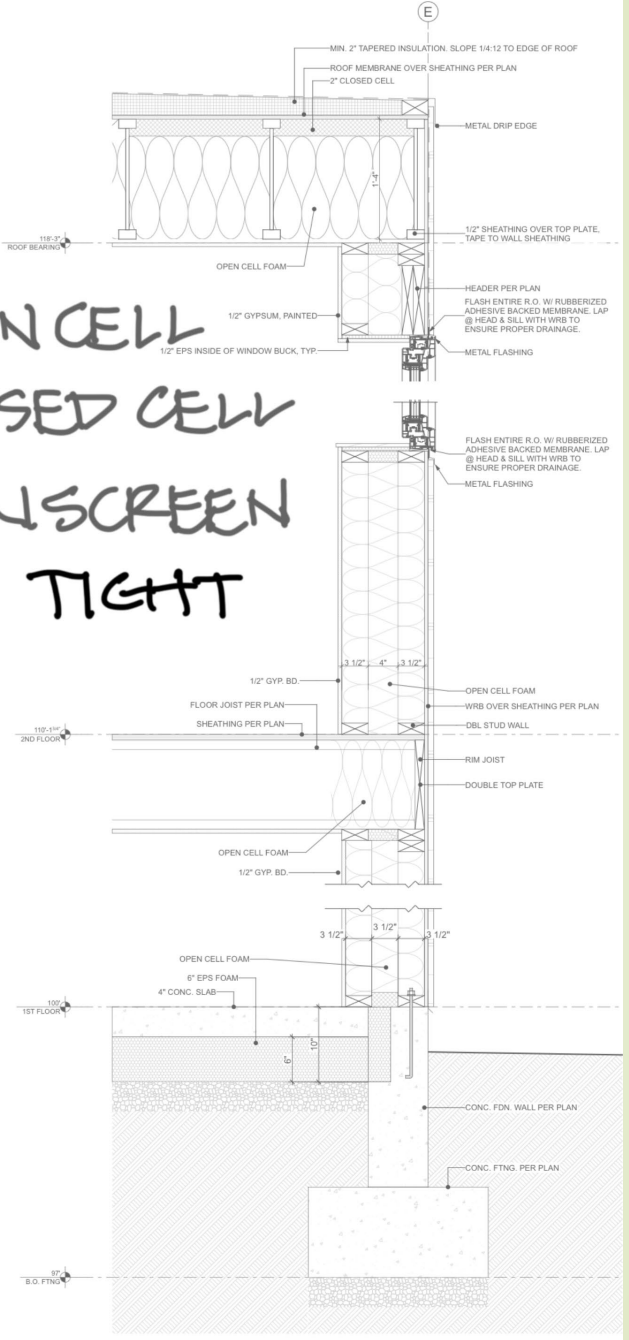 E
MIN. 2" TAPERED INSULATION. SLOPE 1/4:12 TO EDGE OF ROOF
ROOF MEMBRANE OVER SHEATHING PER PLAN
2" CLOSED CELL
METAL DRIP EDGE
1'-4"
1/2" SHEATHING OVER TOP PLATE,
TAPE TO WALL SHEATHING
118'-3"
ROOF BEARING
OPEN CELL FOAM
HEADER PER PLAN
1/2" GYPSUM, PAINTED
FLASH ENTIRE R.O. W/ RUBBERIZED
ADHESIVE BACKED MEMBRANE. LAP
@ HEAD & SILL WITH WRB TO
ENSURE PROPER DRAINAGE.
N CELL
1/2" EPS INSIDE OF WINDOW BUCK, TYP.
METAL FLASHING
SED CELL
FLASH ENTIRE R.O. W/ RUBBERIZED
ADHESIVE BACKED MEMBRANE. LAP
@ HEAD & SILL WITH WRB TO
ENSURE PROPER DRAINAGE.
METAL FLASHING
NSCREEN
TIGHT
3 1/2" 4" 3 1/2"
1/2" GYP. BD.
OPEN CELL FOAM
FLOOR JOIST PER PLAN
WRB OVER SHEATHING PER PLAN
SHEATHING PER PLAN
DBL STUD WALL
110'-1 3/4"
2ND FLOOR
RIM JOIST
DOUBLE TOP PLATE
OPEN CELL FOAM
1/2" GYP. BD.
3 1/2" 3 1/2" 3 1/2"
OPEN CELL FOAM
6" EPS FOAM
4" CONC. SLAB
100'
1ST FLOOR
6"
10"
CONC. FDN. WALL PER PLAN
CONC. FTNG. PER PLAN
97'
B.O. FTNG